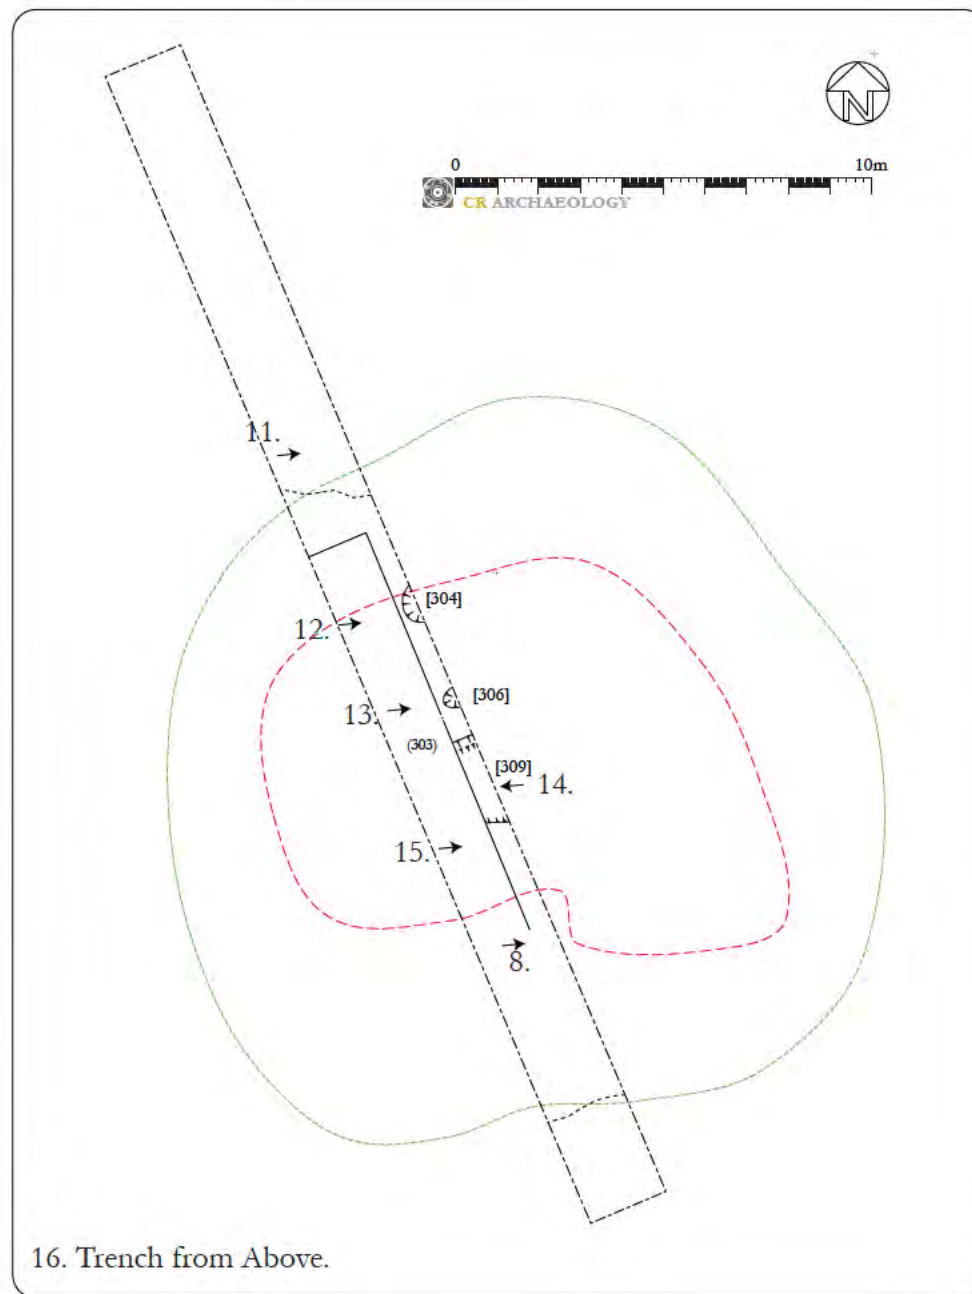 N
0 10m
CR ARCHAEOLOGY
11.
[304]
12.
[306]
13.
(303)
[309]
14.
15.
8.
16. Trench from Above.